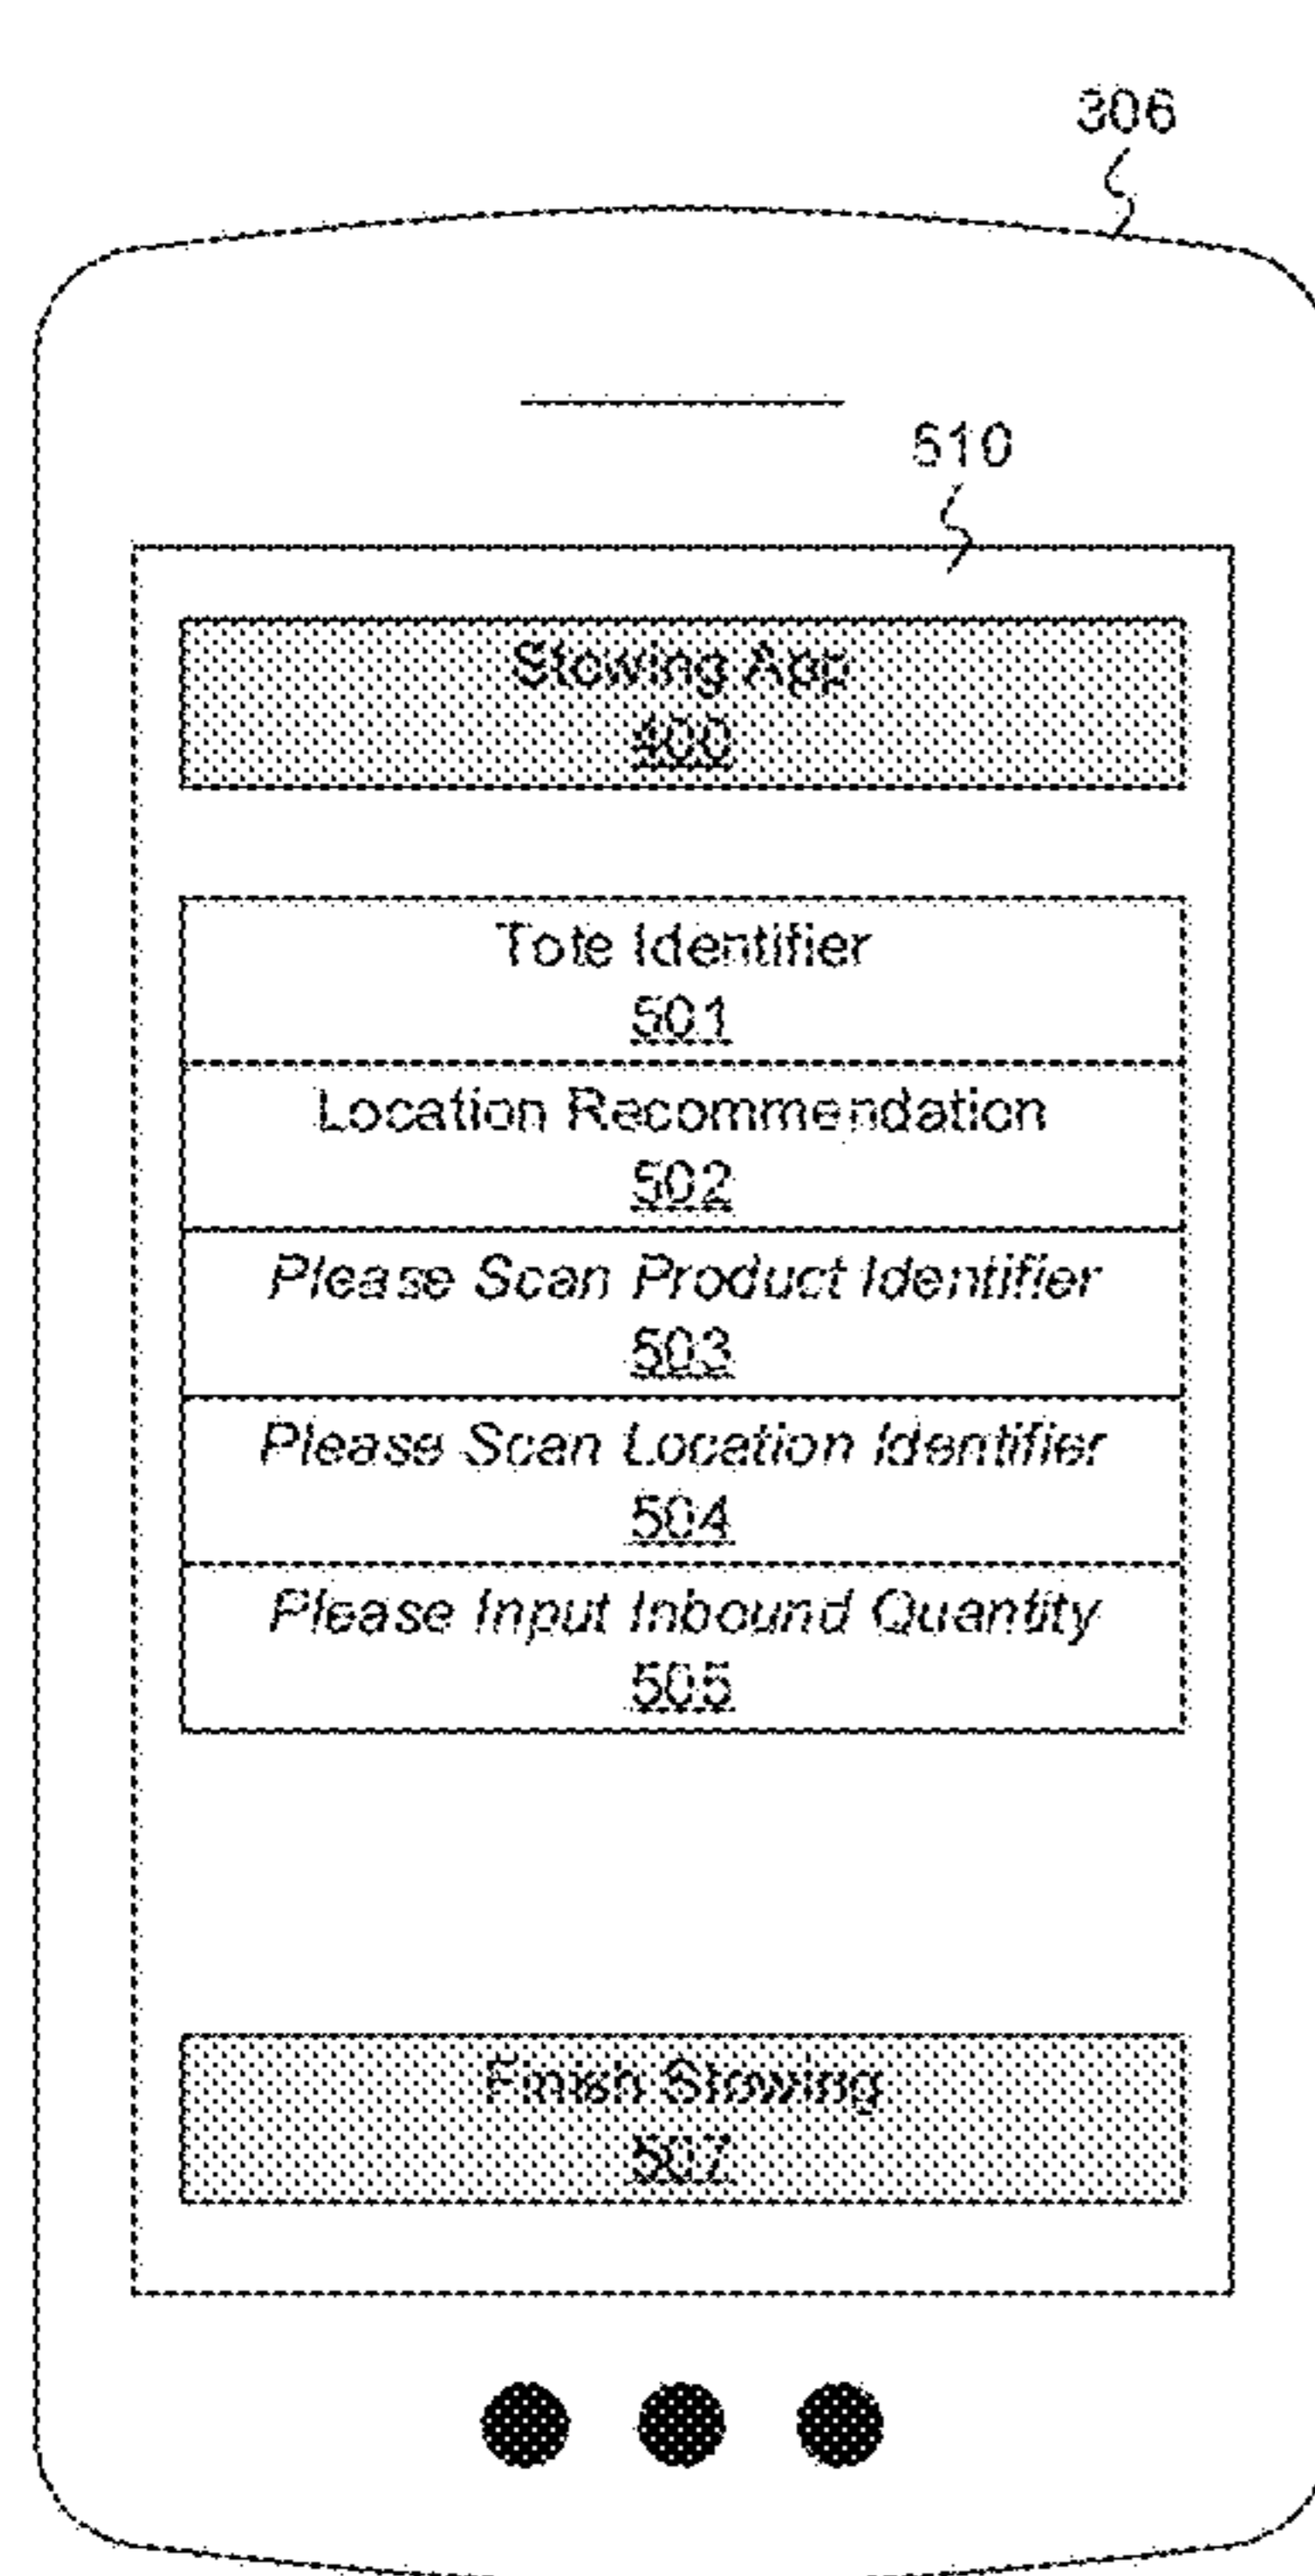 306
510
Stowing App
400
Tote Identifier
501
Location Recommendation
502
Please Scan Product Identifier
503
Please Scan Location Identifier
504
Please Input Inbound Quantity
505
Finish Stowing
507